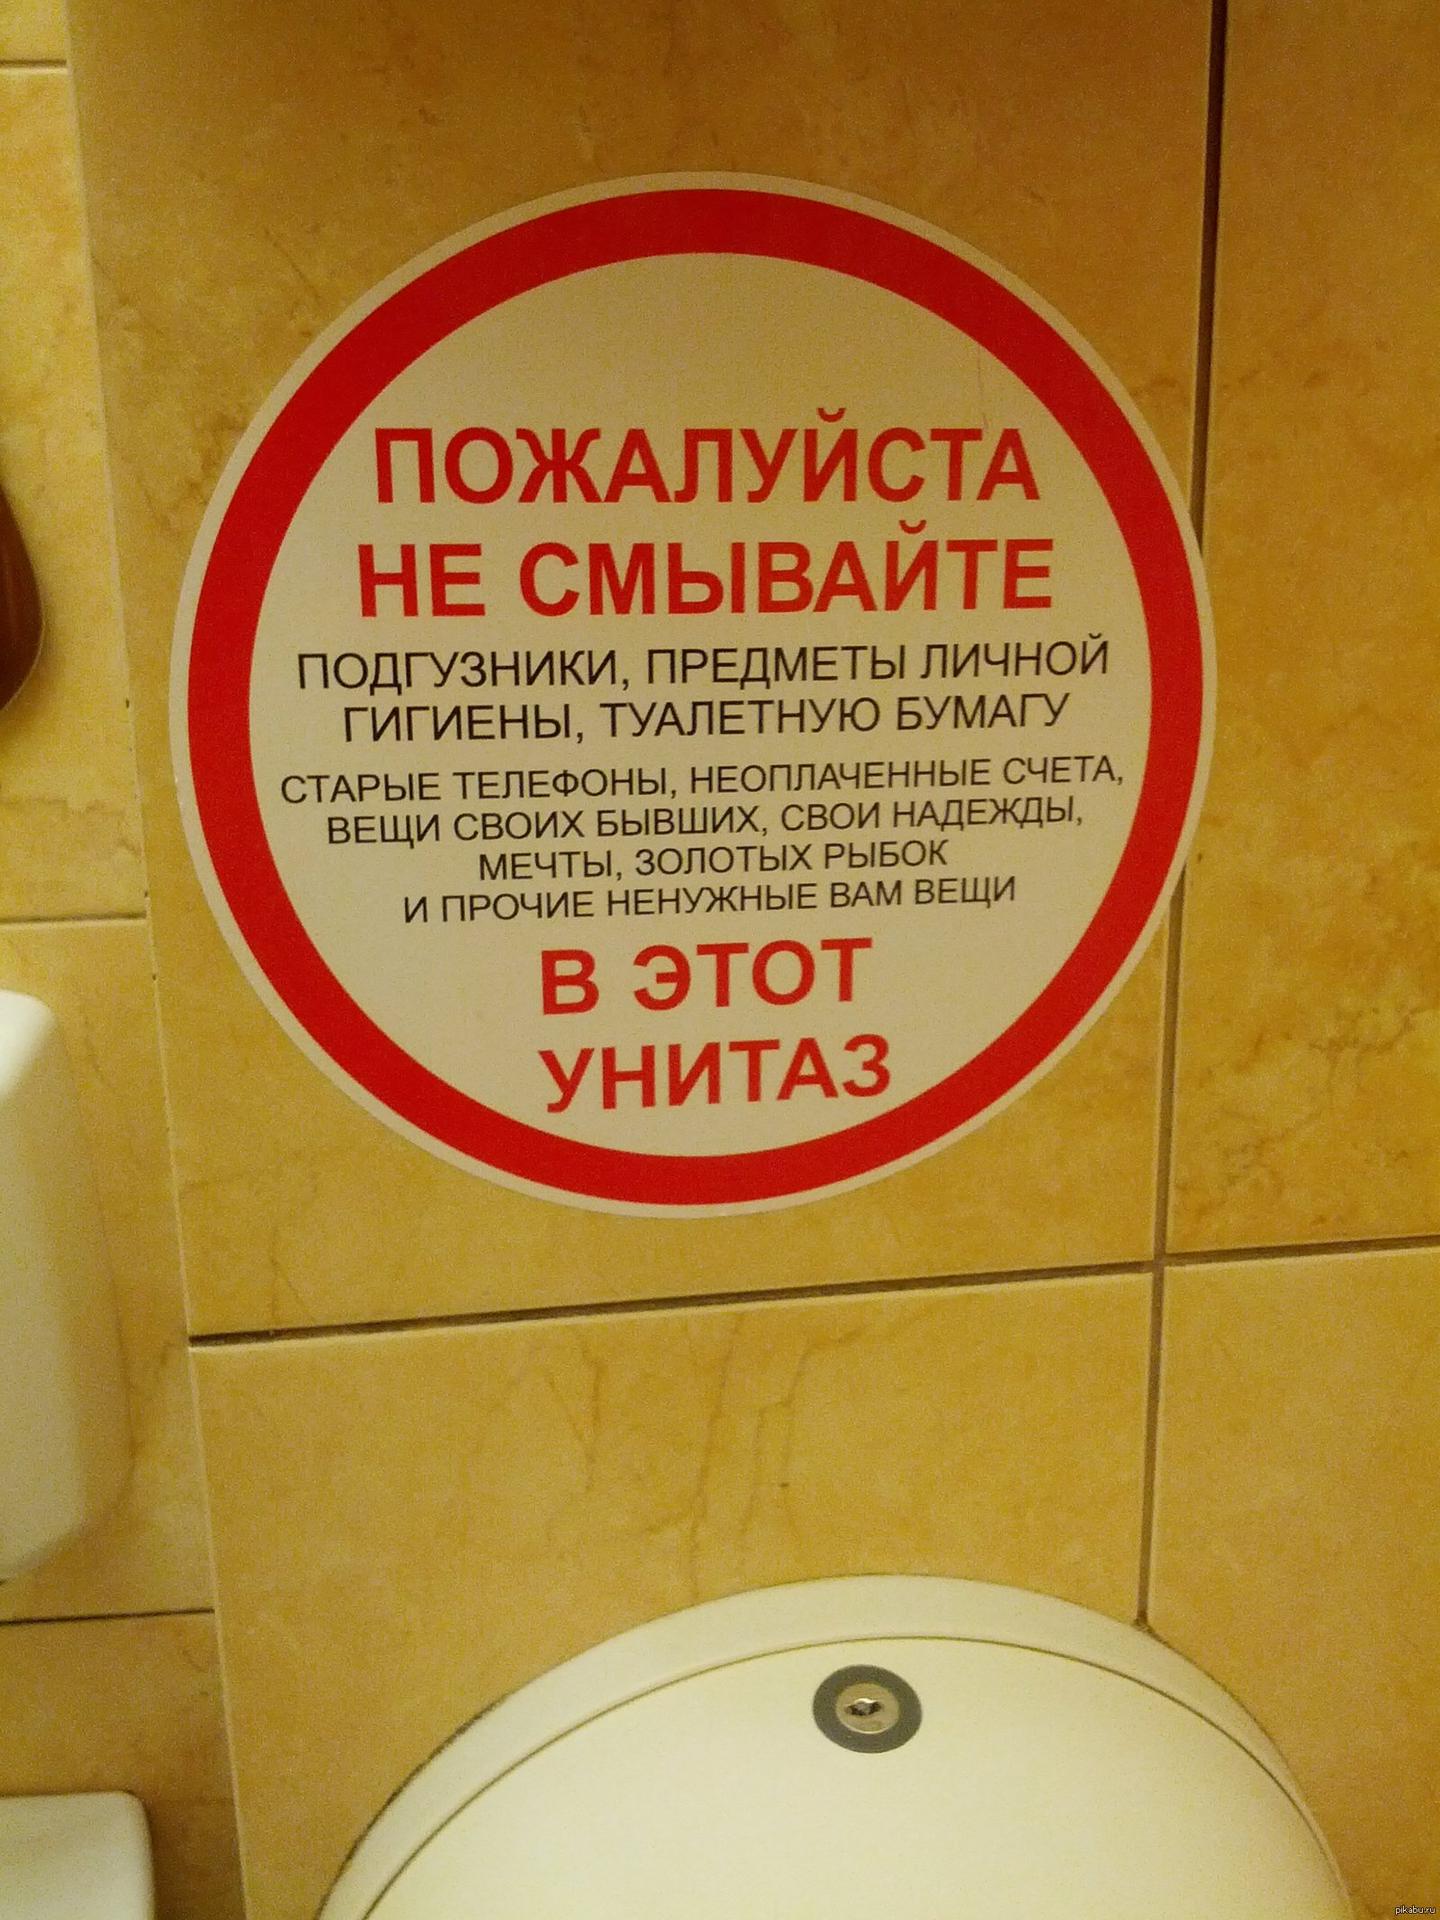 ПОЖАЛУЙСТА
НЕ СМЫВАЙТЕ
ПОДГУЗНИКИ, ПРЕДМЕТЫ ЛИЧНОЙ
ГИГИЕНЫ, ТУАЛЕТНУЮ БУМАГУ
СТАРЫЕ ТЕЛЕФОНЫ, НЕОПЛАЧЕННЫЕ СЧЕТА,
ВЕЩИ СВОИХ БЫВШИХ, СВОИ НАДЕЖДЫ,
МЕЧТЫ, ЗОЛОТЫХ РЫБОК
И ПРОЧИЕ НЕНУЖНЫЕ ВАМ ВЕЩИ
В ЭТОТ
УНИТАЗ
pikabu.ru